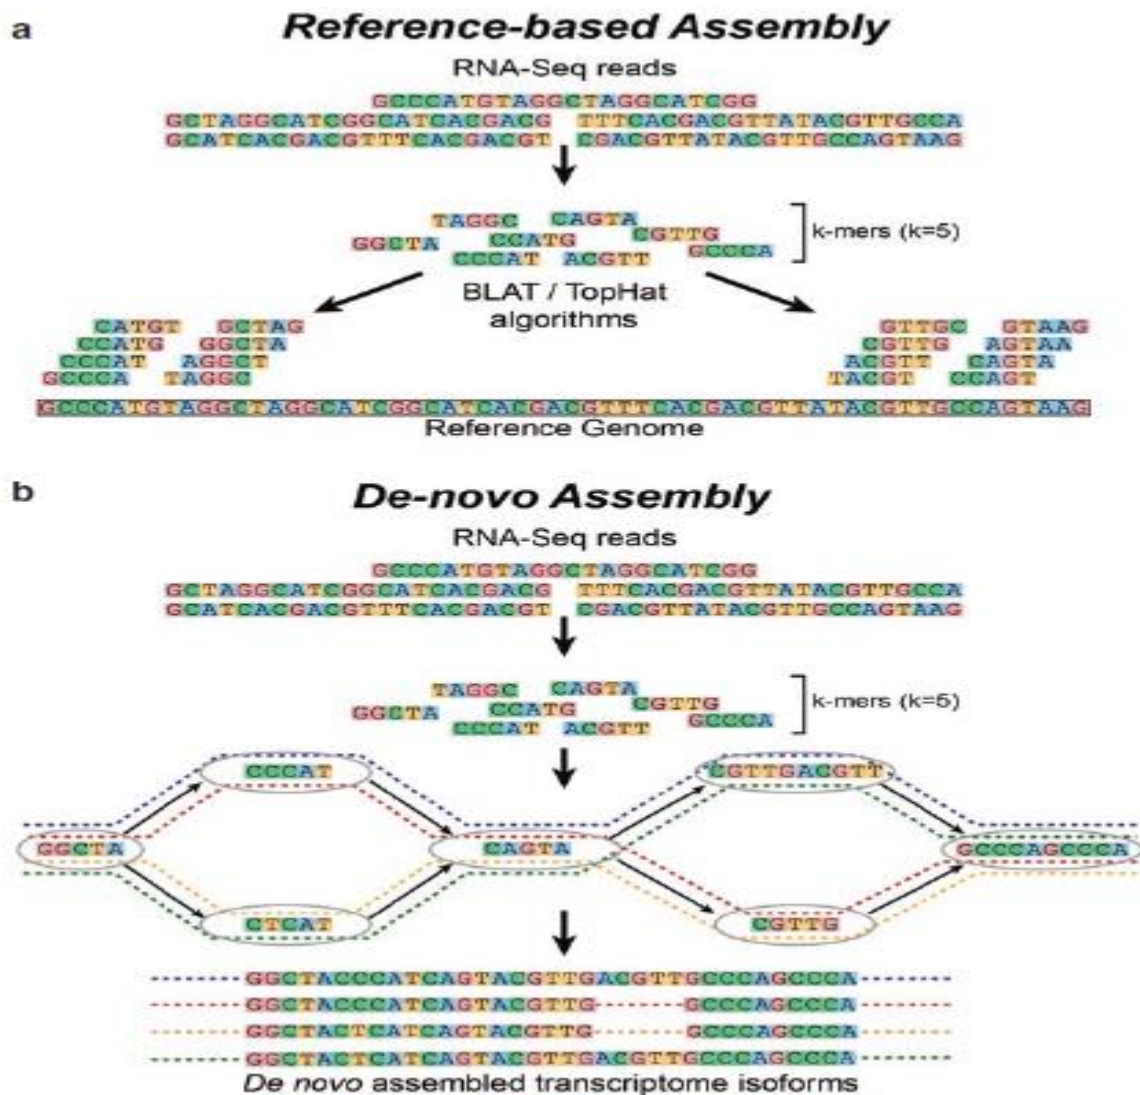 a
Reference-based Assembly
RNA-Seq reads
GCCCATGTAGGCTAGGCATCGG
GCTAGGCATCGGCATCACGACG TTTCACGACGTTATACGTTGCCA
GCATCACGACGTTTCACGACGT CGACGTTATACGTTGCCAGTAAG
TAGGC CAGTA
GGCTA CCATG CGTTG
CCCAT ACGTT GCCCA
k-mers (k=5)
BLAT / TopHat
algorithms
CATGT GCTAG
CCATG GGCTA
CCCAT AGGCT
GCCCA TAGGC
GTTGC GTAAG
CGTTG AGTAA
ACGTT CAGTA
TACGT CCAGT
GCCCATGTAGGCTAGGCATCGGCATCACGACGTTTCACGACGTTATACGTTGCCAGTAAG
Reference Genome
b
De-novo Assembly
RNA-Seq reads
GCCCATGTAGGCTAGGCATCGG
GCTAGGCATCGGCATCACGACG TTTCACGACGTTATACGTTGCCA
GCATCACGACGTTTCACGACGT CGACGTTATACGTTGCCAGTAAG
TAGGC CAGTA
GGCTA CCATG CGTTG
CCCAT ACGTT GCCCA
k-mers (k=5)
CCCAT CGTTGACGTT
GGCTA CAGTA GCCCAGCCCA
CTCAT CGTTG
GGCTACCCATCAGTACGTTGACGTTGCCCAGCCCA
GGCTACCCATCAGTACGTTG GCCCAGCCCA
GGCTACTCATCAGTACGTTG GCCCAGCCCA
GGCTACTCATCAGTACGTTGACGTTGCCCAGCCCA
De novo assembled transcriptome isoforms